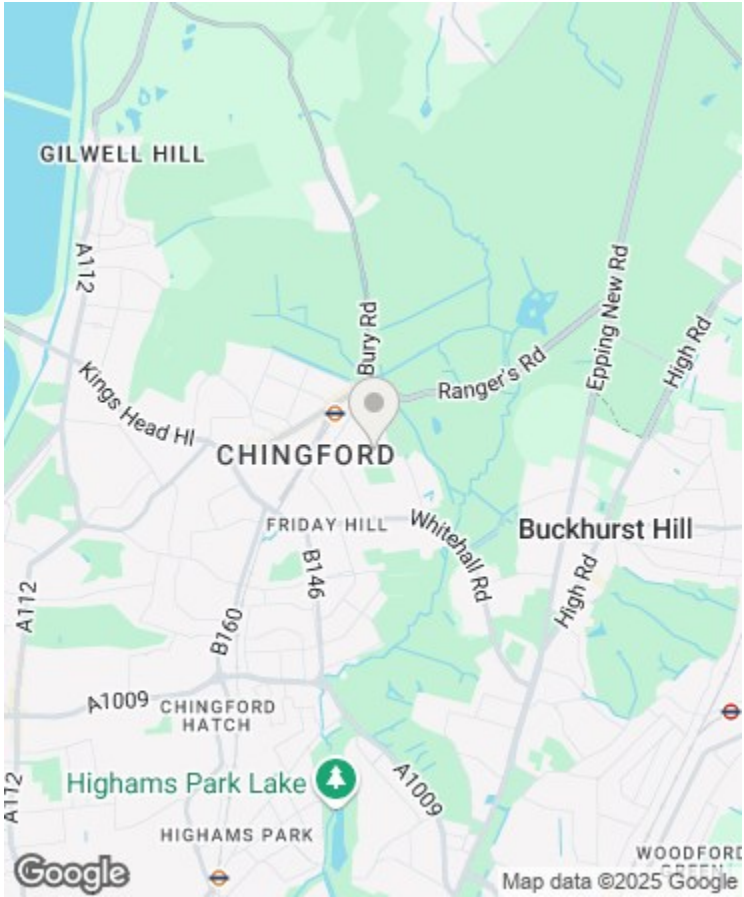 GILWELL HILL
A112
Bury Rd
Epping New Rd
High Rd
Ranger's Rd
Kings Head Hl
CHINGFORD
FRIDAY HILL
Whitehall Rd
Buckhurst Hill
B146
High Rd
A112
B160
A1009
CHINGFORD
HATCH
A1009
A112
Highams Park Lake
HIGHAMS PARK
WOODFORD
GREEN
Google
Map data ©2025 Google